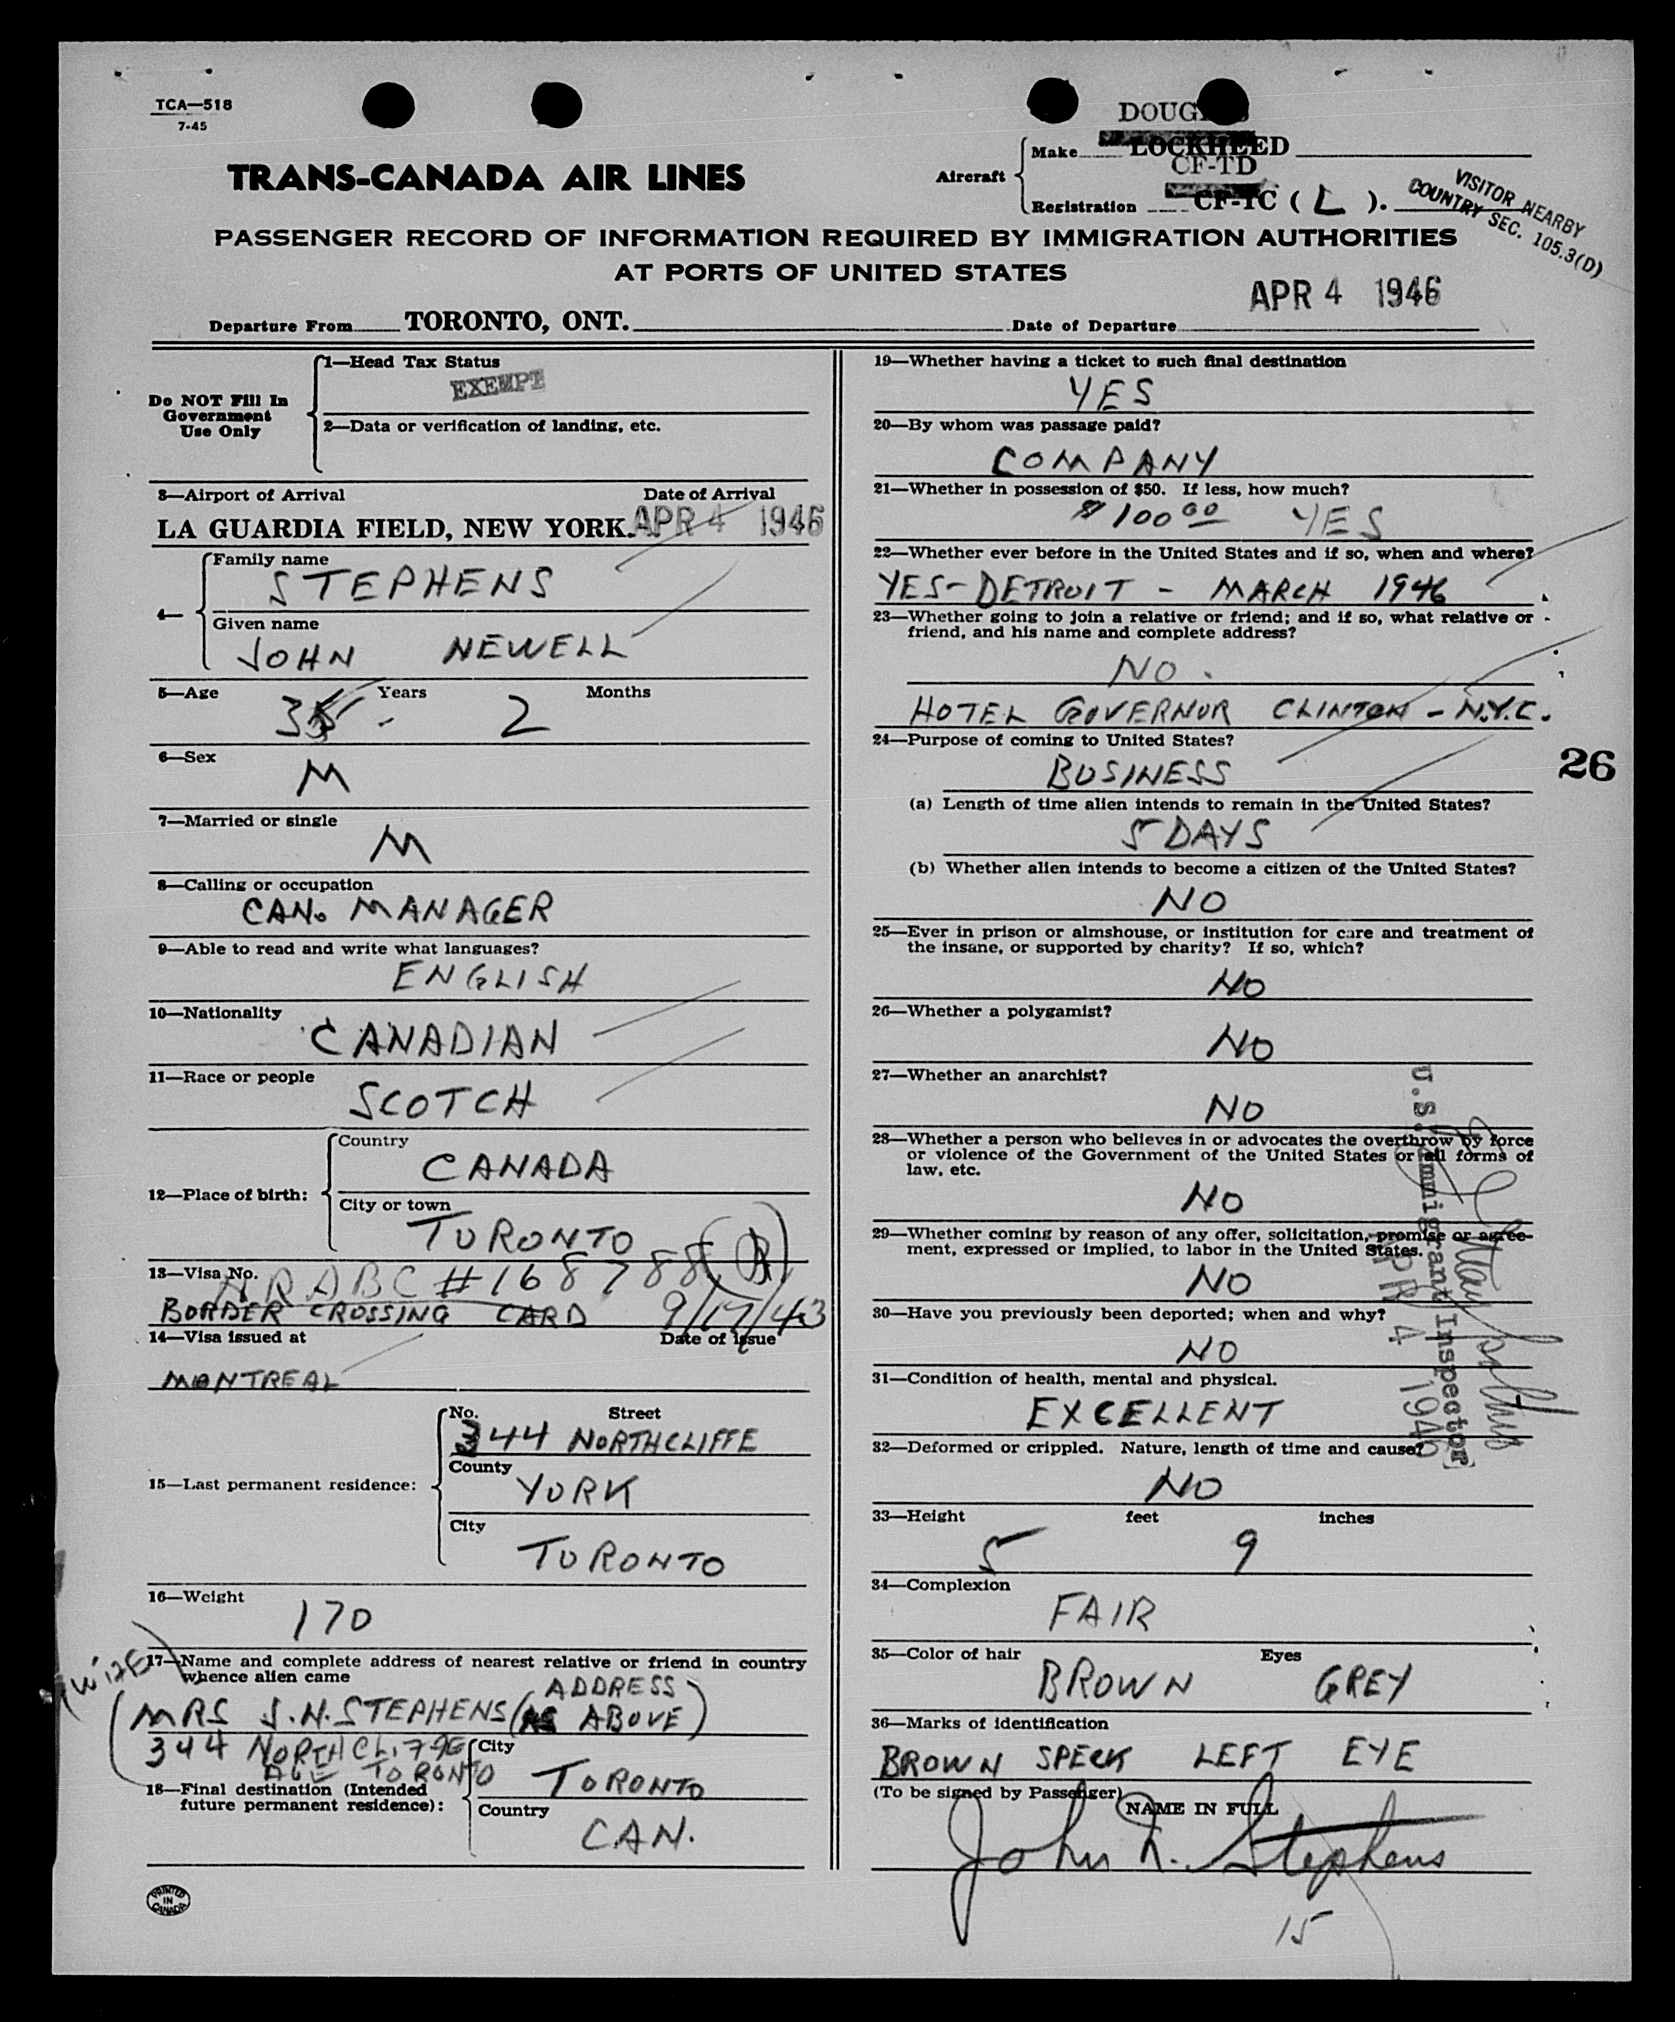 TCA—518
7-45
DOUGLAS
Aircraft
Make LOCKHEED
CF-TD
Registration CF-TC ( L ).
VISITOR NEARBY
COUNTRY SEC. 105.3(D)
TRANS-CANADA AIR LINES
PASSENGER RECORD OF INFORMATION REQUIRED BY IMMIGRATION AUTHORITIES
AT PORTS OF UNITED STATES
APR 4 1946
Departure From TORONTO, ONT. Date of Departure
Do NOT Fill In
Government
Use Only
1—Head Tax Status
EXEMPT
2—Data or verification of landing, etc.
3—Airport of Arrival Date of Arrival
LA GUARDIA FIELD, NEW YORK. APR 4 1946
4—
Family name
STEPHENS
Given name
JOHN NEWELL
5—Age Years Months
2
6—Sex
M
7—Married or single
M
8—Calling or occupation
CAN. MANAGER
9—Able to read and write what languages?
ENGLISH
10—Nationality
CANADIAN
11—Race or people
SCOTCH
12—Place of birth:
Country
CANADA
City or town
TORONTO
13—Visa No.
NRABC #168788
BORDER CROSSING CARD 9/17/43
14—Visa issued at Date of issue
MONTREAL
15—Last permanent residence:
No. Street
344 NORTHCLIFFE
County
YORK
City
TORONTO
16—Weight
170
17—Name and complete address of nearest relative or friend in country
whence alien came
(WIFE)
MRS J.N. STEPHENS (ADDRESS
AS ABOVE)
344 NORTHCLIFFE
AVE TORONTO
18—Final destination (Intended
future permanent residence):
City
TORONTO
Country
CAN.
PRINTED
IN
CANADA
19—Whether having a ticket to such final destination
YES
20—By whom was passage paid?
COMPANY
21—Whether in possession of $50. If less, how much?
$100 00 YES
22—Whether ever before in the United States and if so, when and where?
YES - DETROIT - MARCH 1946
23—Whether going to join a relative or friend; and if so, what relative or
friend, and his name and complete address?
NO.
HOTEL GOVERNOR CLINTON - N.Y.C.
24—Purpose of coming to United States?
BUSINESS
26
(a) Length of time alien intends to remain in the United States?
5 DAYS
(b) Whether alien intends to become a citizen of the United States?
NO
25—Ever in prison or almshouse, or institution for care and treatment of
the insane, or supported by charity? If so, which?
NO
26—Whether a polygamist?
NO
27—Whether an anarchist?
NO
28—Whether a person who believes in or advocates the overthrow by force
or violence of the Government of the United States or all forms of
law, etc.
NO
29—Whether coming by reason of any offer, solicitation, promise or agree-
ment, expressed or implied, to labor in the United States.
NO
30—Have you previously been deported; when and why?
NO
31—Condition of health, mental and physical.
EXCELLENT
U.S. Immigrant Inspector
APR 4 1946
32—Deformed or crippled. Nature, length of time and cause?
NO
33—Height feet inches
5 9
34—Complexion
FAIR
35—Color of hair Eyes
BROWN GREY
36—Marks of identification
BROWN SPECK LEFT EYE
(To be signed by Passenger)
NAME IN FULL
John N. Stephens
15